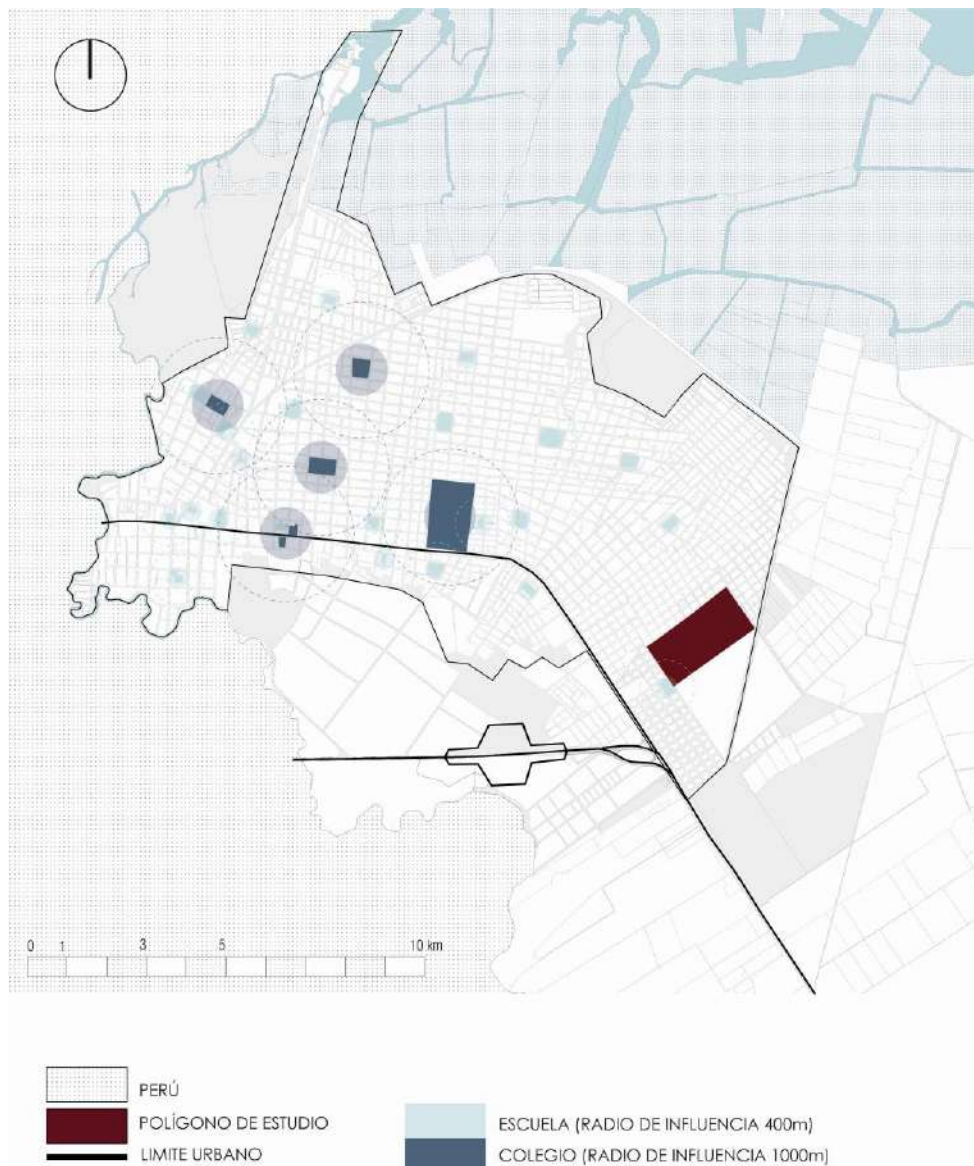 0 1 3 5 10 km
PERÚ
POLÍGONO DE ESTUDIO
LIMITE URBANO
ESCUELA (RADIO DE INFLUENCIA 400m)
COLEGIO (RADIO DE INFLUENCIA 1000m)